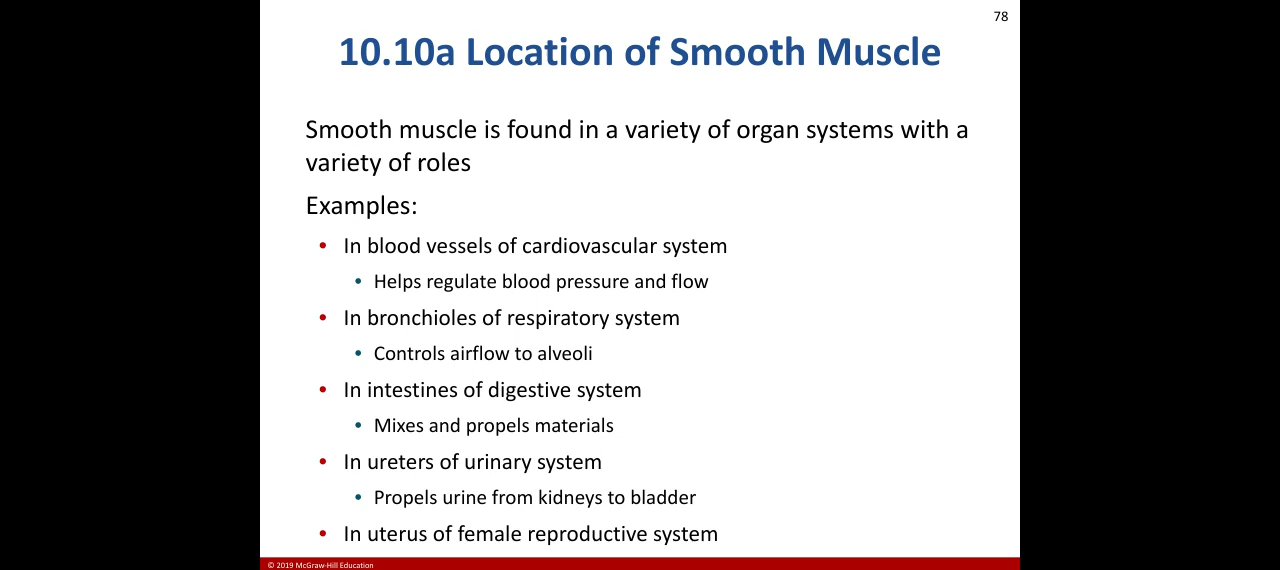 78
10.10a Location of Smooth Muscle
Smooth muscle is found in a variety of organ systems with a
variety of roles
Examples:
• In blood vessels of cardiovascular system
• Helps regulate blood pressure and flow
• In bronchioles of respiratory system
• Controls airflow to alveoli
• In intestines of digestive system
• Mixes and propels materials
• In ureters of urinary system
• Propels urine from kidneys to bladder
• In uterus of female reproductive system
© 2019 McGraw-Hill Education